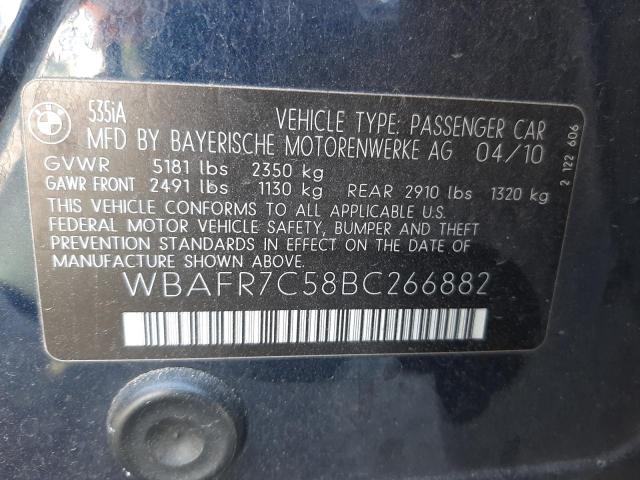 BMW
535iA
VEHICLE TYPE: PASSENGER CAR
MFD BY BAYERISCHE MOTORENWERKE AG 04/10
GVWR 5181 lbs 2350 kg
GAWR FRONT 2491 lbs 1130 kg REAR 2910 lbs 1320 kg
THIS VEHICLE CONFORMS TO ALL APPLICABLE U.S.
FEDERAL MOTOR VEHICLE SAFETY, BUMPER AND THEFT
PREVENTION STANDARDS IN EFFECT ON THE DATE OF
MANUFACTURE SHOWN ABOVE.
WBAFR7C58BC266882
2 122 606